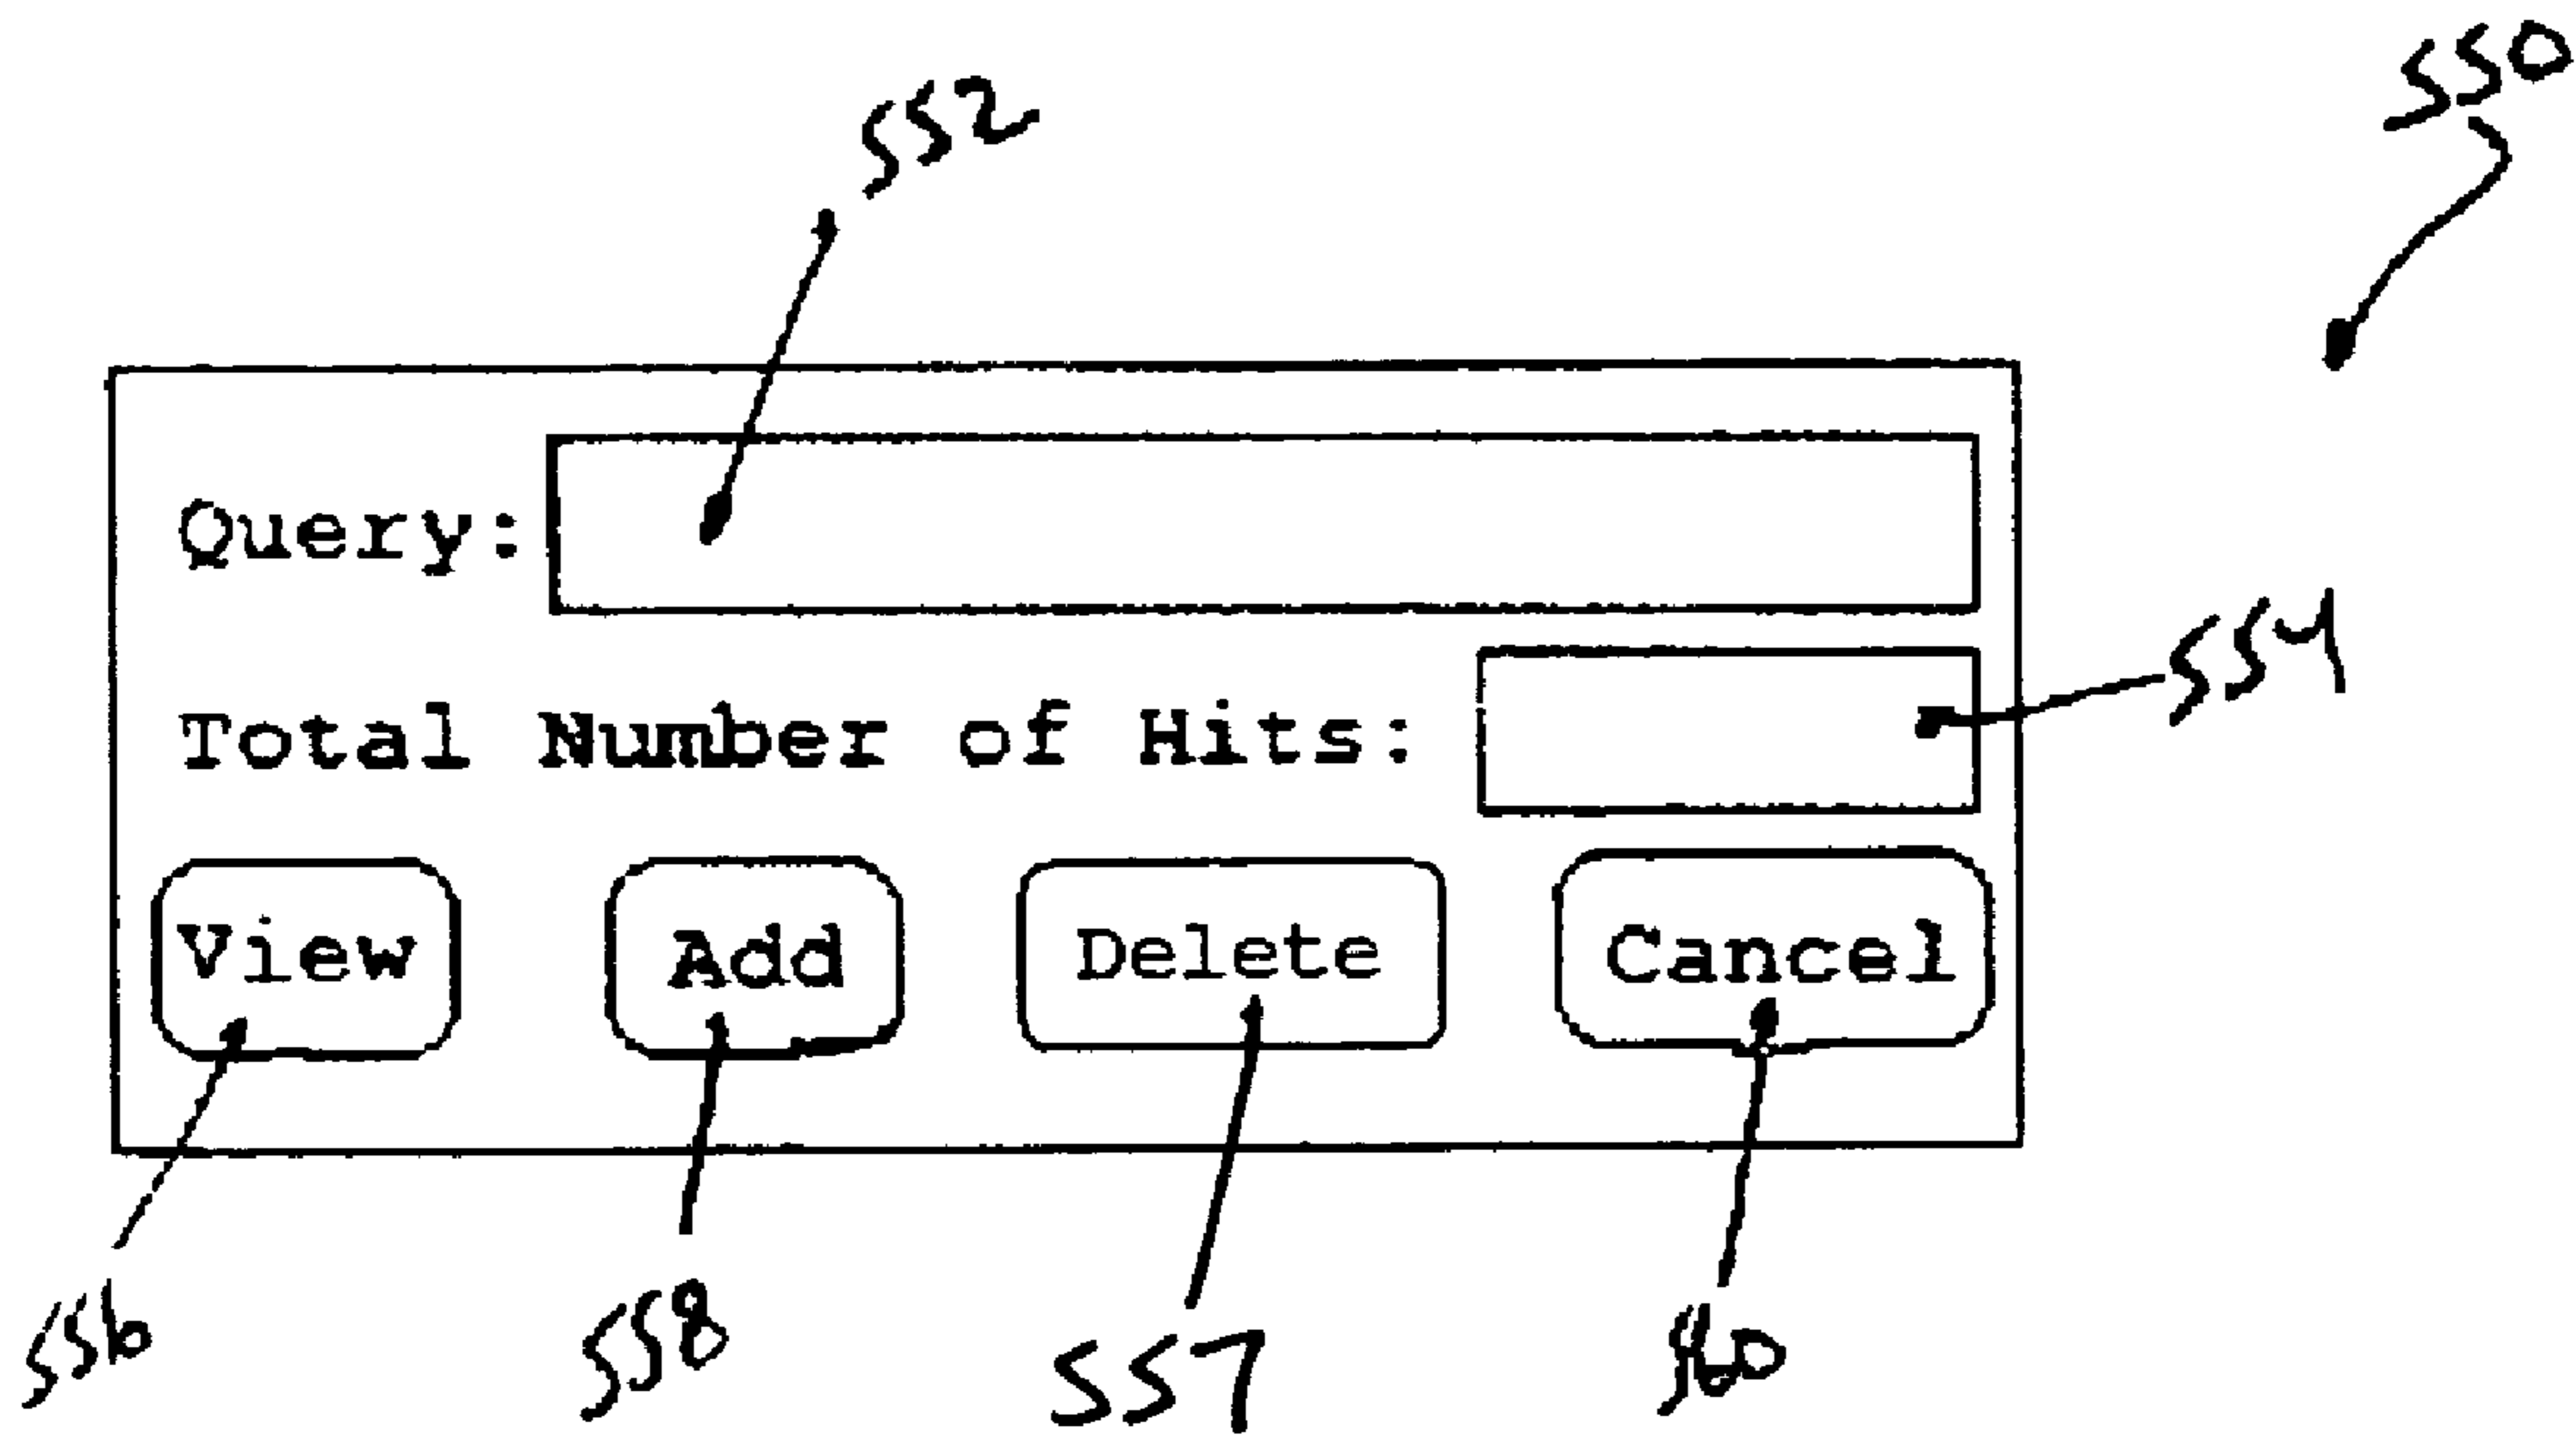 550
552
Query:
Total Number of Hits:
554
View Add Delete Cancel
556 558 557 560